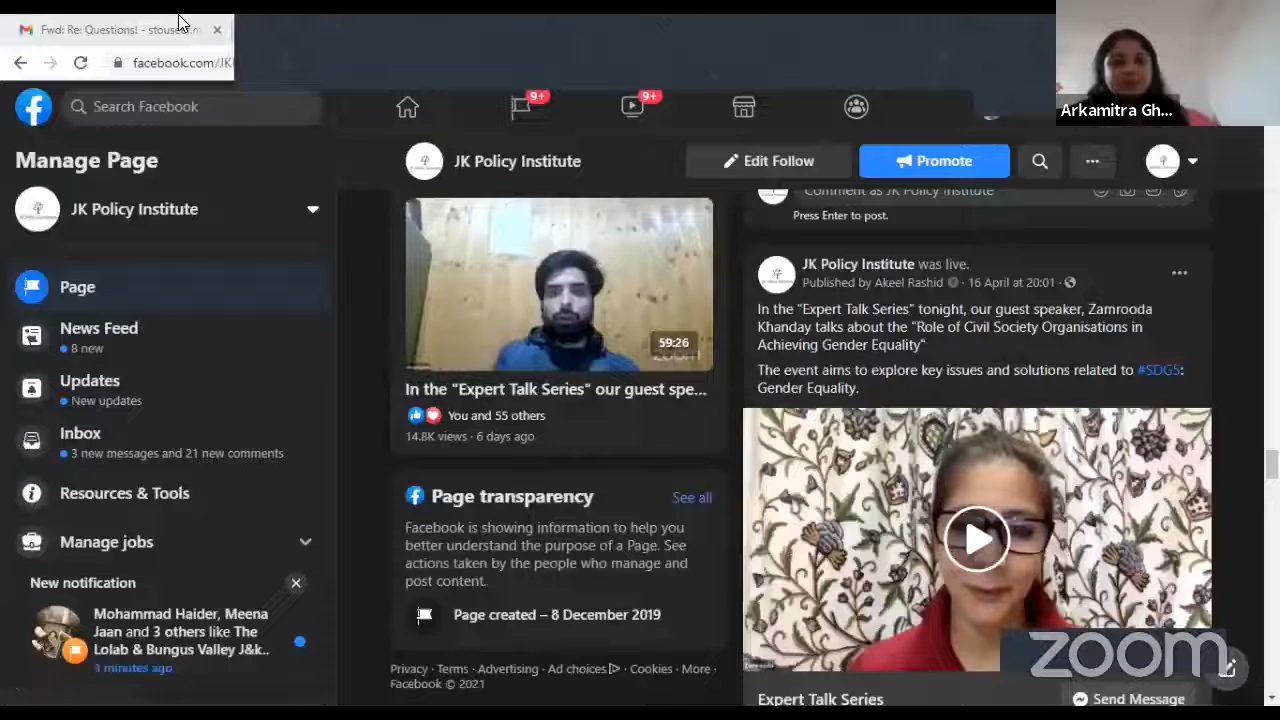 Fwd: Re: Questions! - stouse
facebook.com/JK
Arkamitra Gh...
Search Facebook
9+
9+
Manage Page
JK Policy Institute
Edit Follow
Promote
JK Policy Institute
Comment as JK Policy Institute
Press Enter to post.
Page
News Feed
8 new
Updates
New updates
Inbox
3 new messages and 21 new comments
Resources & Tools
Manage jobs
New notification
Mohammad Haider, Meena
Jaan and 3 others like The
Lolab & Bungus Valley J&k..
3 minutes ago
59:26
zoom
In the "Expert Talk Series" our guest spe...
You and 55 others
14.8K views · 6 days ago
Page transparency
See all
Facebook is showing information to help you
better understand the purpose of a Page. See
actions taken by the people who manage and
post content.
Page created – 8 December 2019
Privacy · Terms · Advertising · Ad choices · Cookies · More ·
Facebook © 2021
JK Policy Institute was live.
Published by Akeel Rashid · 16 April at 20:01 ·
In the "Expert Talk Series" tonight, our guest speaker, Zamrooda
Khanday talks about the "Role of Civil Society Organisations in
Achieving Gender Equality"
The event aims to explore key issues and solutions related to #SDG5:
Gender Equality.
zoom
Expert Talk Series
Send Message